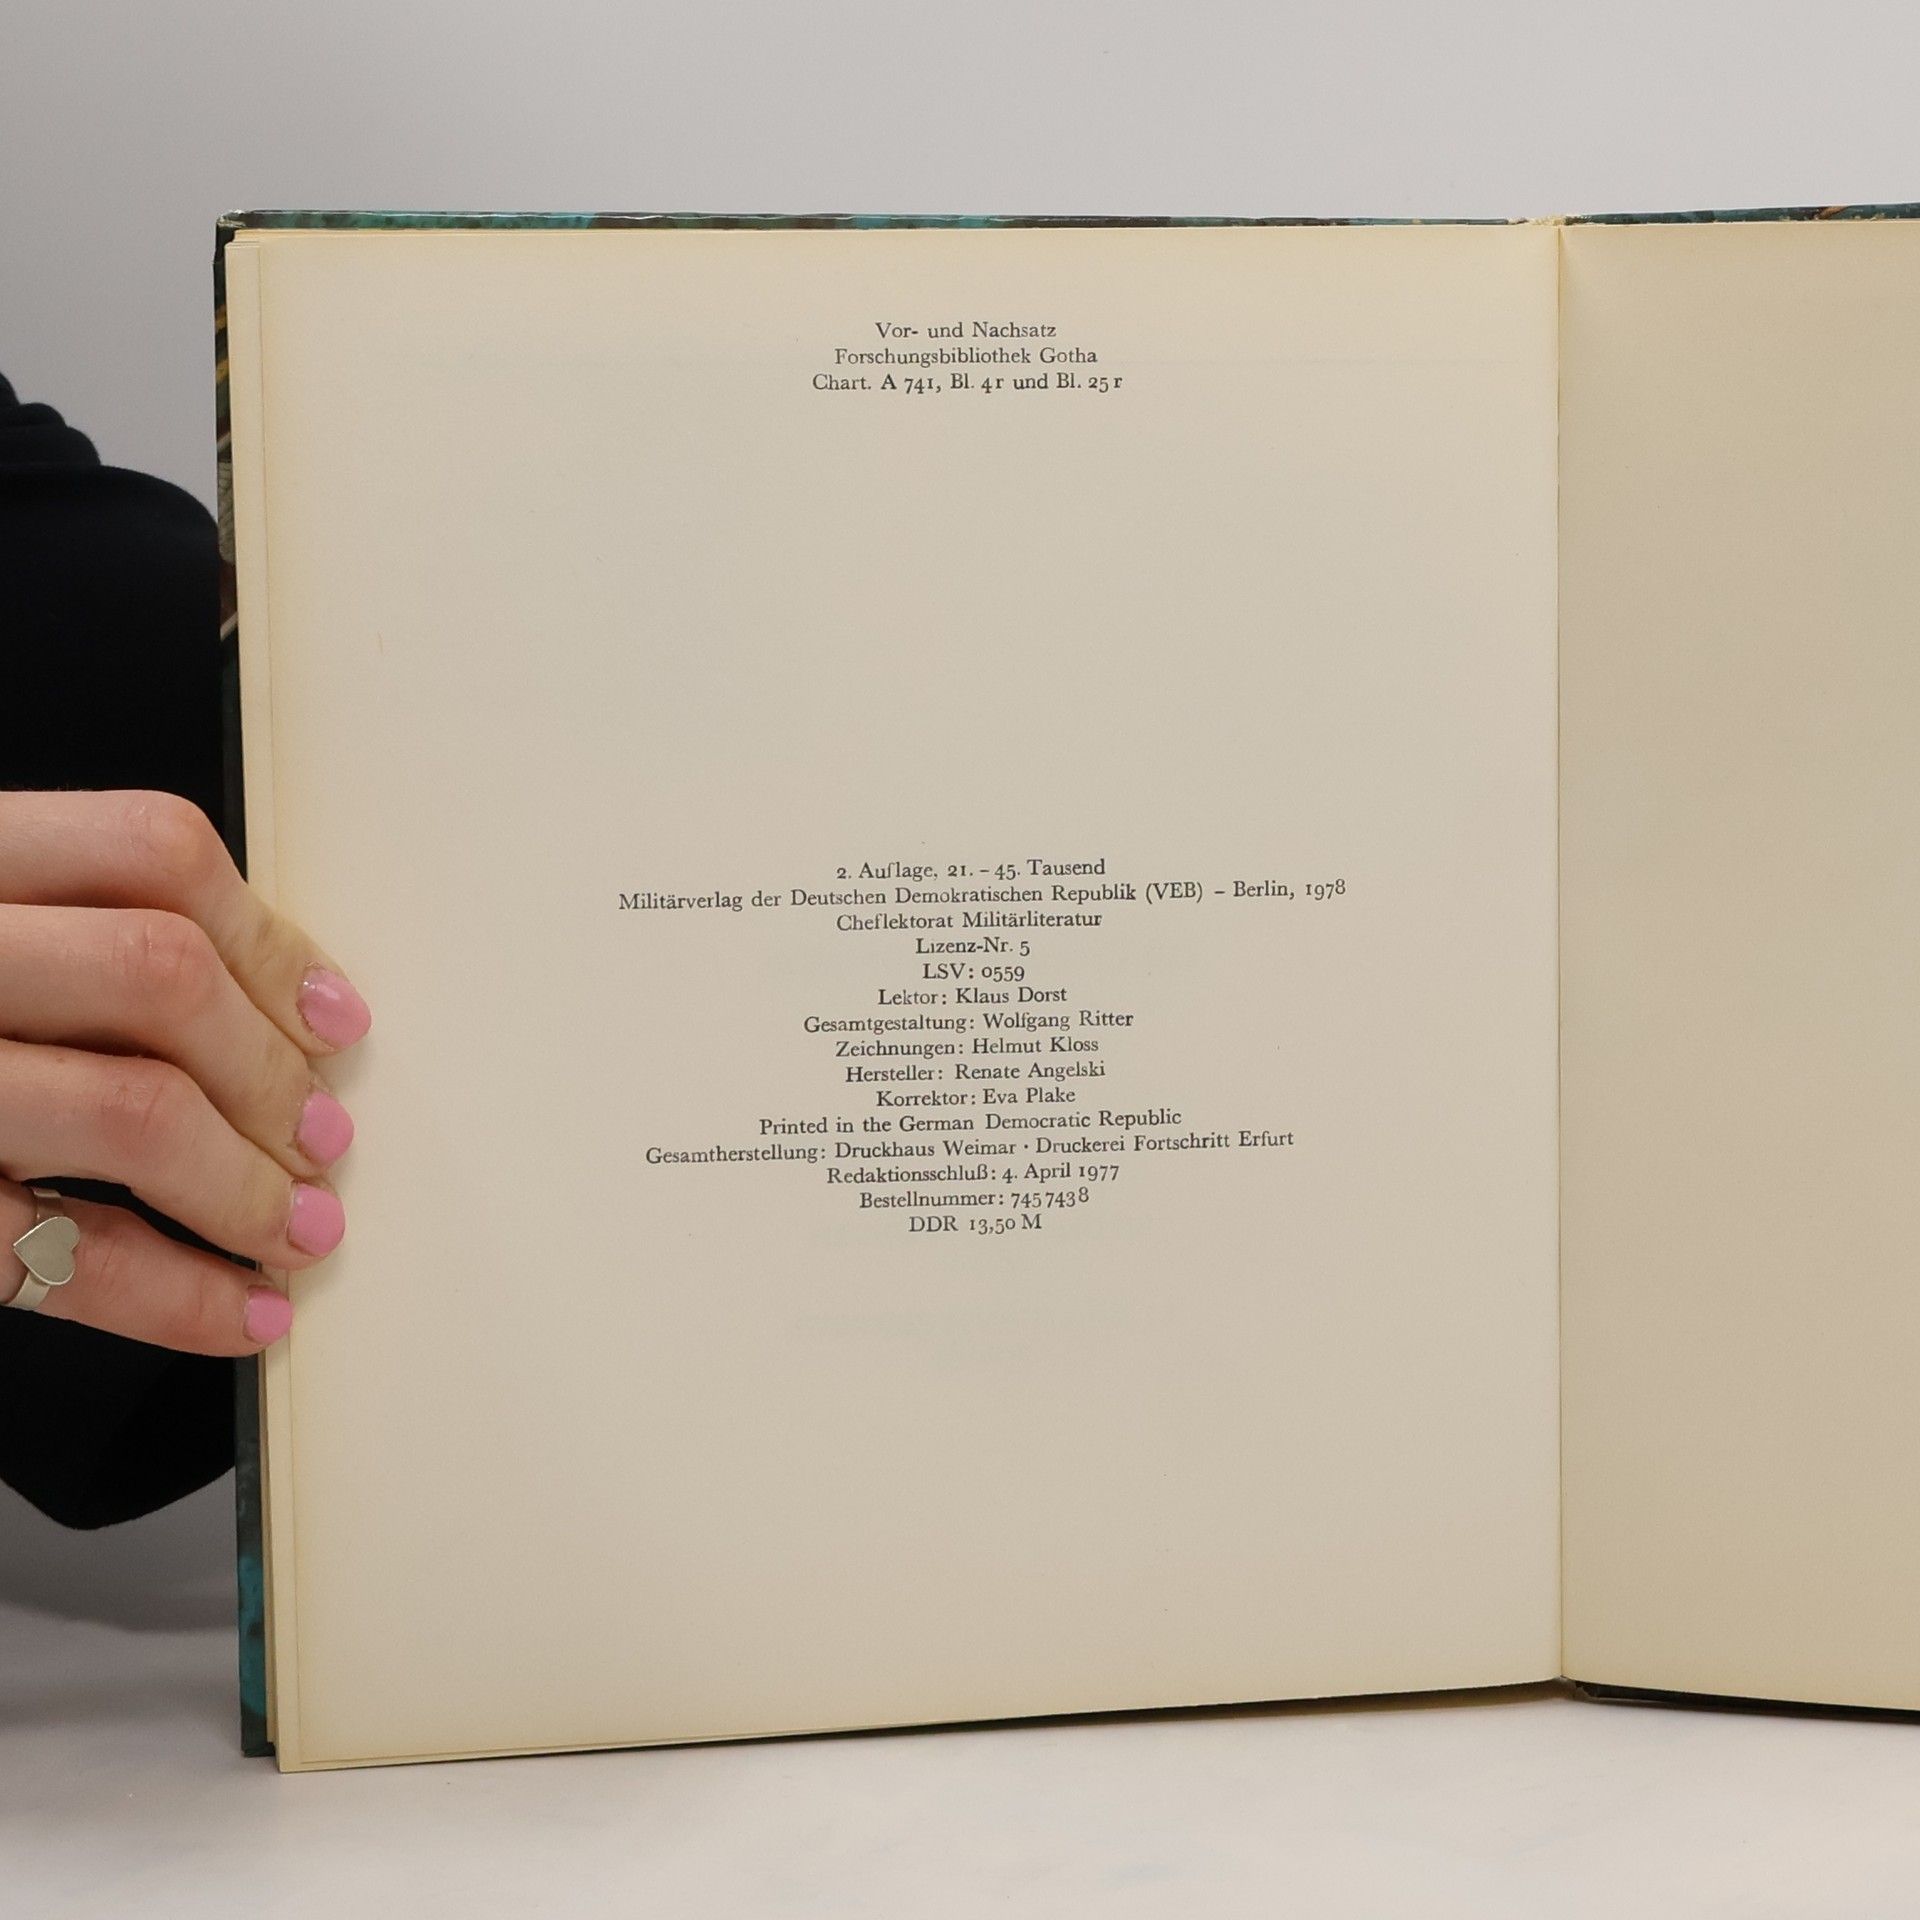 Vor- und Nachsatz
Forschungsbibliothek Gotha
Chart. A 741, Bl. 4r und Bl. 25r
2. Auflage, 21. – 45. Tausend
Militärverlag der Deutschen Demokratischen Republik (VEB) – Berlin, 1978
Cheflektorat Militärliteratur
Lizenz-Nr. 5
LSV: 0559
Lektor: Klaus Dorst
Gesamtgestaltung: Wolfgang Ritter
Zeichnungen: Helmut Kloss
Hersteller: Renate Angelski
Korrektor: Eva Plake
Printed in the German Democratic Republic
Gesamtherstellung: Druckhaus Weimar · Druckerei Fortschritt Erfurt
Redaktionsschluß: 4. April 1977
Bestellnummer: 745 743 8
DDR 13,50 M